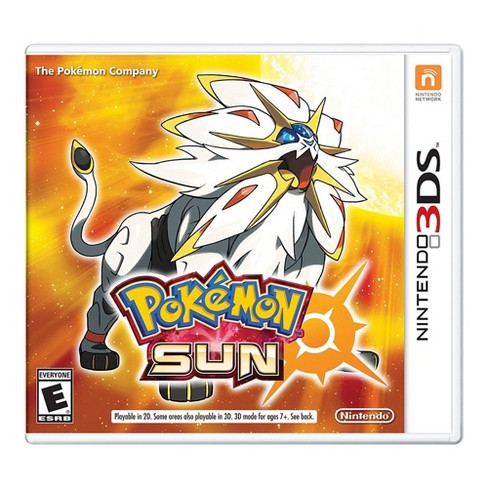 The Pokémon Company
NINTENDO
NETWORK
NINTENDO 3DS™
POKéMON
SUN
EVERYONE
E
ESRB
Playable in 2D. Some areas also playable in 3D. 3D mode for ages 7+. See back.
Nintendo